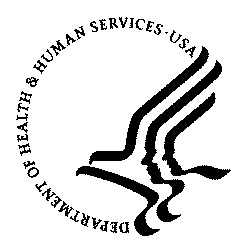 DEPARTMENT OF HEALTH & HUMAN SERVICES · USA